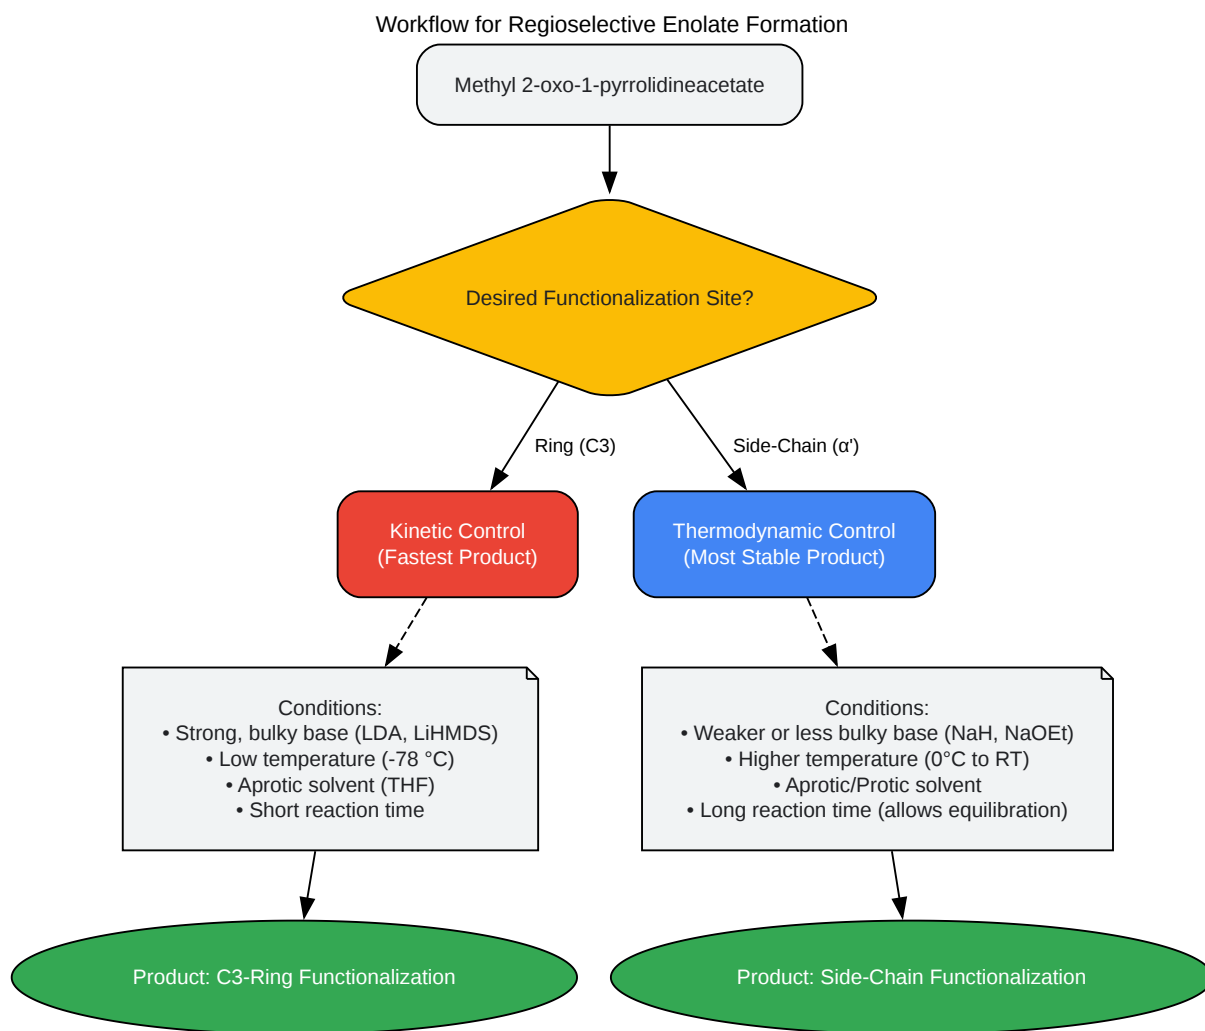 Workflow for Regioselective Enolate Formation
Methyl 2-oxo-1-pyrrolidineacetate
Desired Functionalization Site?
Ring (C3)
Side-Chain (α')
Kinetic Control
(Fastest Product)
Thermodynamic Control
(Most Stable Product)
Conditions:
• Strong, bulky base (LDA, LiHMDS)
• Low temperature (-78 °C)
• Aprotic solvent (THF)
• Short reaction time
Conditions:
• Weaker or less bulky base (NaH, NaOEt)
• Higher temperature (0°C to RT)
• Aprotic/Protic solvent
• Long reaction time (allows equilibration)
Product: C3-Ring Functionalization
Product: Side-Chain Functionalization